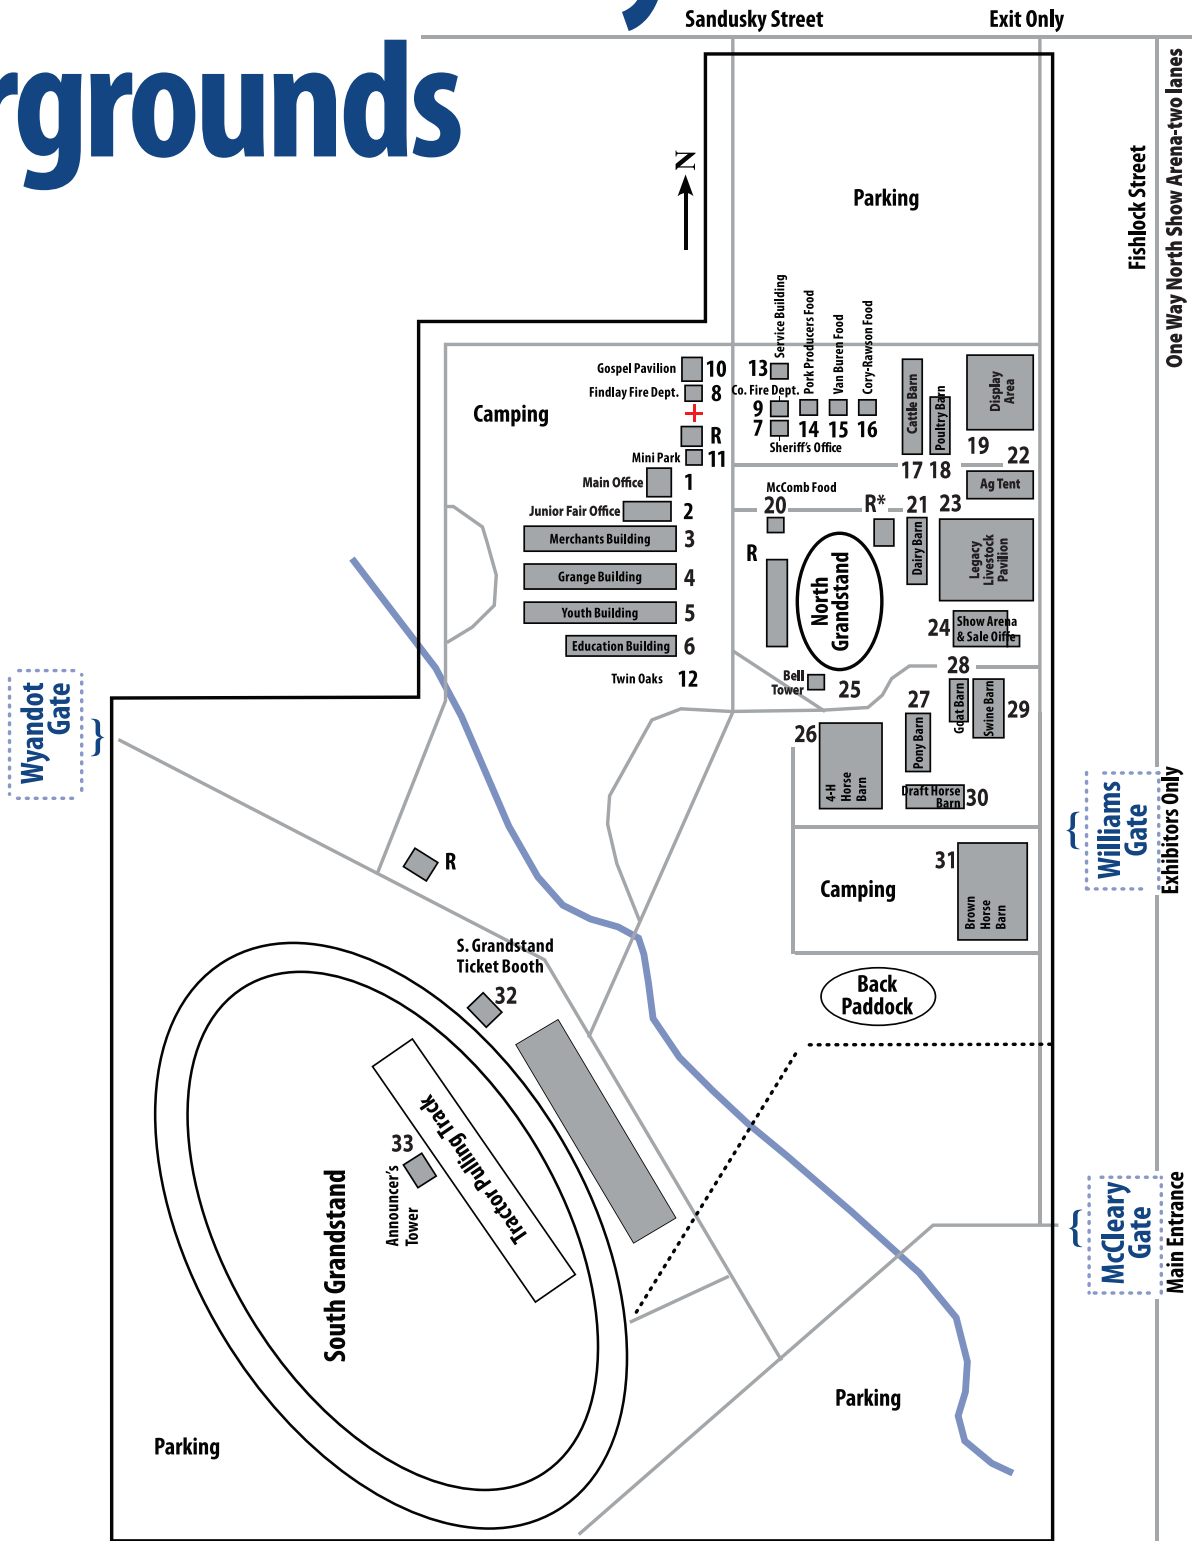 rgrounds
Sandusky Street
Exit Only
Fishlock Street
One Way North Show Arena-two lanes
N
Parking
Service Building
Pork Producers Food
Van Buren Food
Cory-Rawson Food
Gospel Pavilion 10
13
Findlay Fire Dept. 8
Co. Fire Dept.
9
7 14 15 16
Sheriff's Office
Camping
R
Mini Park 11
Main Office 1
Junior Fair Office 2
Merchants Building 3
Grange Building 4
Youth Building 5
Education Building 6
Twin Oaks 12
Cattle Barn
Poultry Barn
Display
Area
19
17 18
22
Ag Tent
McComb Food
20
R*
21
23
R
North
Grandstand
Dairy Barn
Legacy
Livestock
Pavilion
24
Show Arena
& Sale Offfe
Bell
Tower
25
28
27
Goat Barn
Swine Barn
29
26
Pony Barn
4-H
Horse
Barn
Draft Horse
Barn
30
31
Camping
Brown
Horse
Barn
Back
Paddock
Wyandot
Gate
}
Williams
Gate
{
Exhibitors Only
R
S. Grandstand
Ticket Booth
32
Tractor Pulling Track
33
Announcer's
Tower
South Grandstand
McCleary
Gate
{
Main Entrance
Parking
Parking